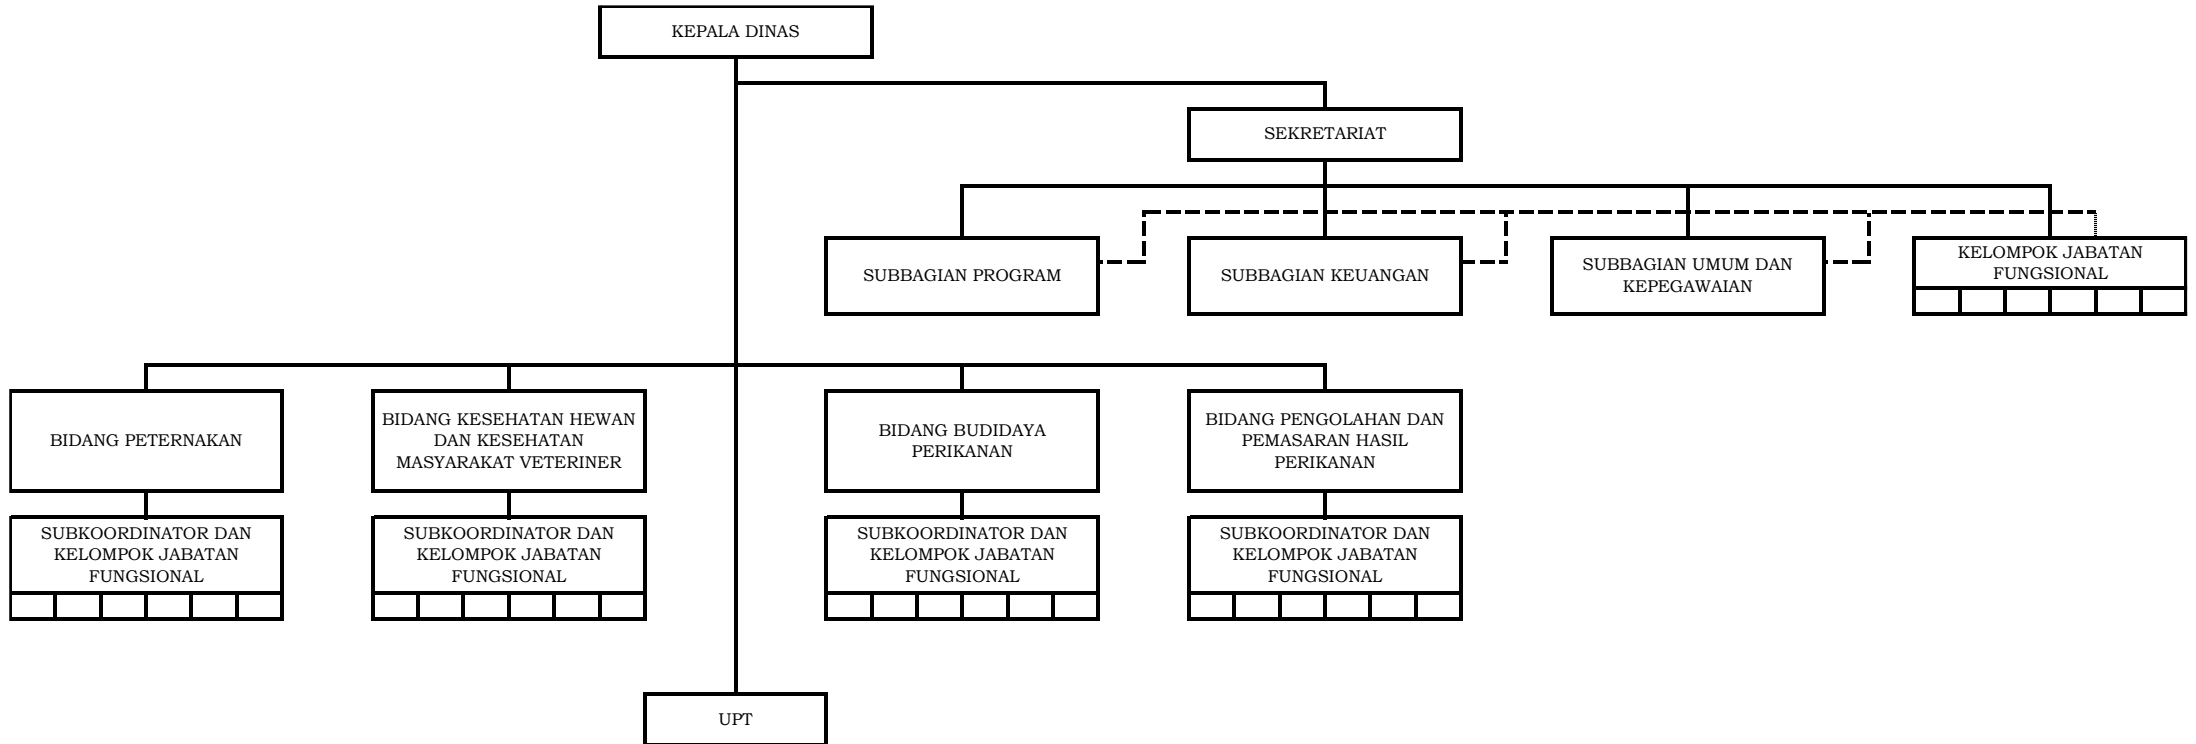 KEPALA DINAS
SEKRETARIAT
SUBBAGIAN PROGRAM
SUBBAGIAN KEUANGAN
SUBBAGIAN UMUM DAN
KEPEGAWAIAN
KELOMPOK JABATAN
FUNGSIONAL
BIDANG PETERNAKAN
BIDANG KESEHATAN HEWAN
DAN KESEHATAN
MASYARAKAT VETERINER
BIDANG BUDIDAYA
PERIKANAN
BIDANG PENGOLAHAN DAN
PEMASARAN HASIL
PERIKANAN
SUBKOORDINATOR DAN
KELOMPOK JABATAN
FUNGSIONAL
SUBKOORDINATOR DAN
KELOMPOK JABATAN
FUNGSIONAL
SUBKOORDINATOR DAN
KELOMPOK JABATAN
FUNGSIONAL
SUBKOORDINATOR DAN
KELOMPOK JABATAN
FUNGSIONAL
UPT